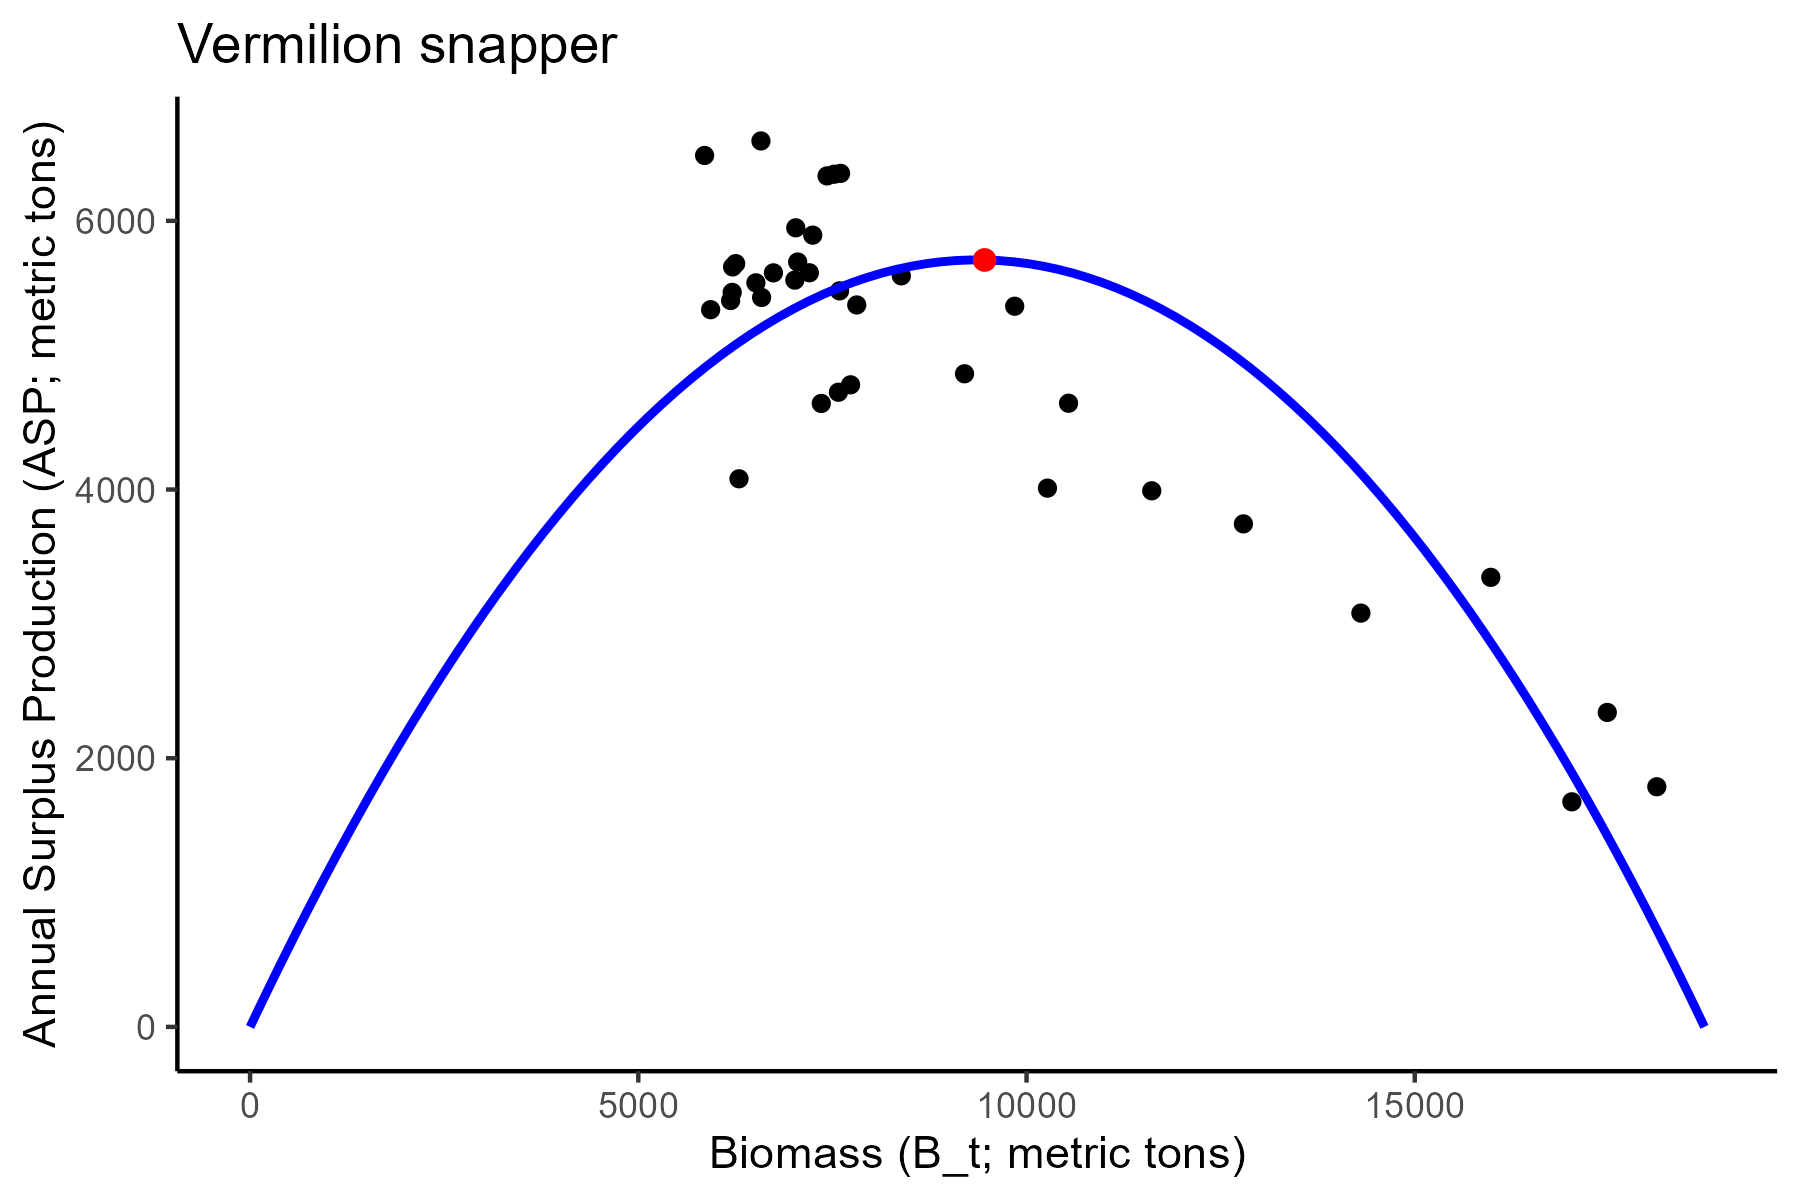 Vermilion snapper
Annual Surplus Production (ASP; metric tons)
6000
4000
2000
0
0 5000 10000 15000
Biomass (B_t; metric tons)